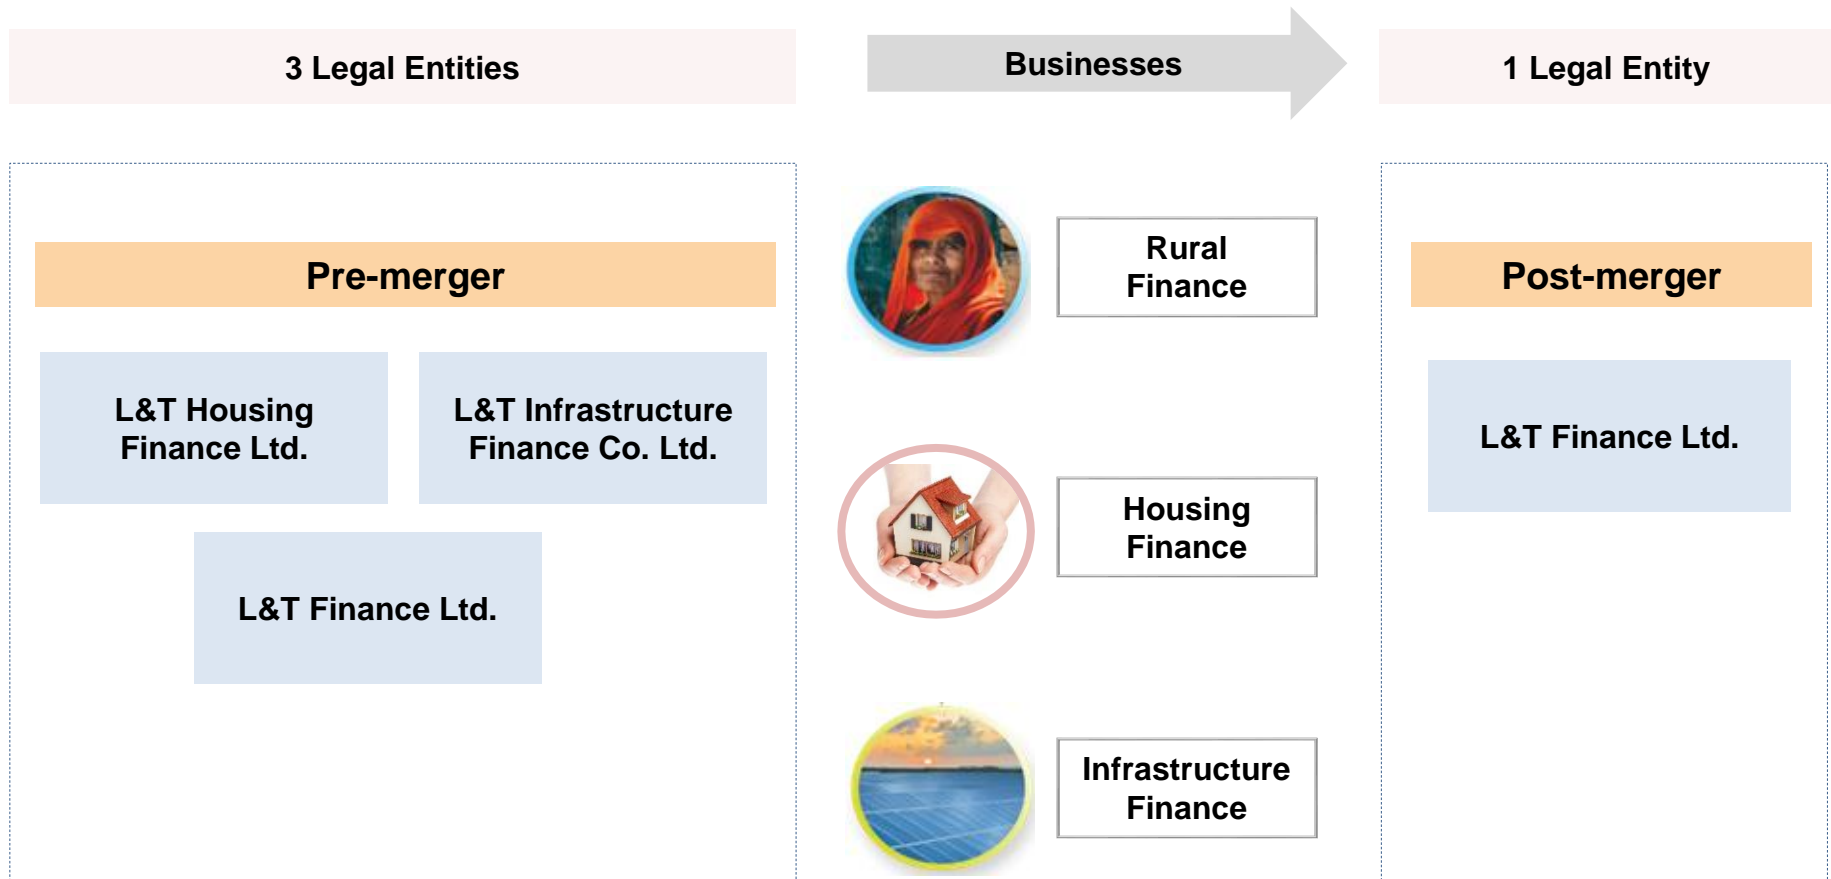 3 Legal Entities
Businesses
1 Legal Entity
Pre-merger
L&T Housing
Finance Ltd.
L&T Infrastructure
Finance Co. Ltd.
L&T Finance Ltd.
Rural
Finance
Housing
Finance
Infrastructure
Finance
Post-merger
L&T Finance Ltd.